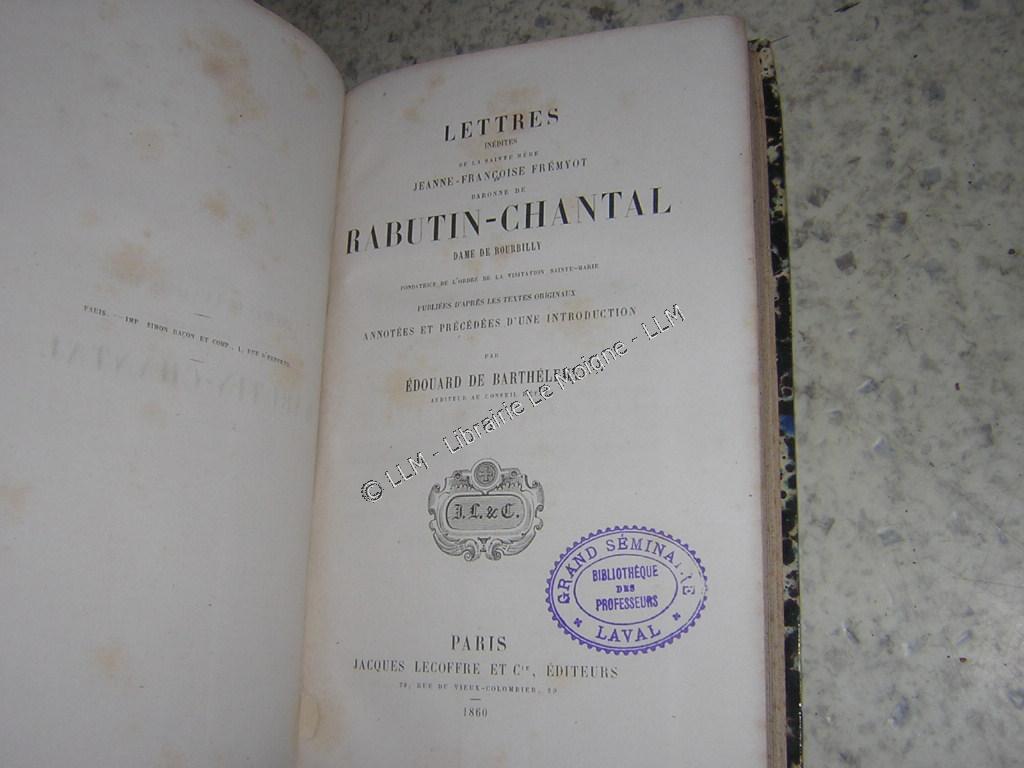 PARIS. — IMP. SIMON RAÇON ET COMP., 1, RUE D'ERFURTH.
LETTRES
INÉDITES
DE LA SAINTE MÈRE
JEANNE-FRANÇOISE FRÉMYOT
BARONNE DE
RABUTIN-CHANTAL
DAME DE BOURBILLY
FONDATRICE DE L'ORDRE DE LA VISITATION SAINTE-MARIE
PUBLIÉES D'APRÈS LES TEXTES ORIGINAUX
ANNOTÉES ET PRÉCÉDÉES D'UNE INTRODUCTION
PAR
ÉDOUARD DE BARTHÉLEMY
AUDITEUR AU CONSEIL
© LLM - Librairie Le Moigne - LLM
J. L. & C.
GRAND SÉMINAIRE
BIBLIOTHÈQUE
DES
PROFESSEURS
LAVAL
PARIS
JACQUES LECOFFRE ET Cie, ÉDITEURS
RUE DU VIEUX-COLOMBIER, 29
1860